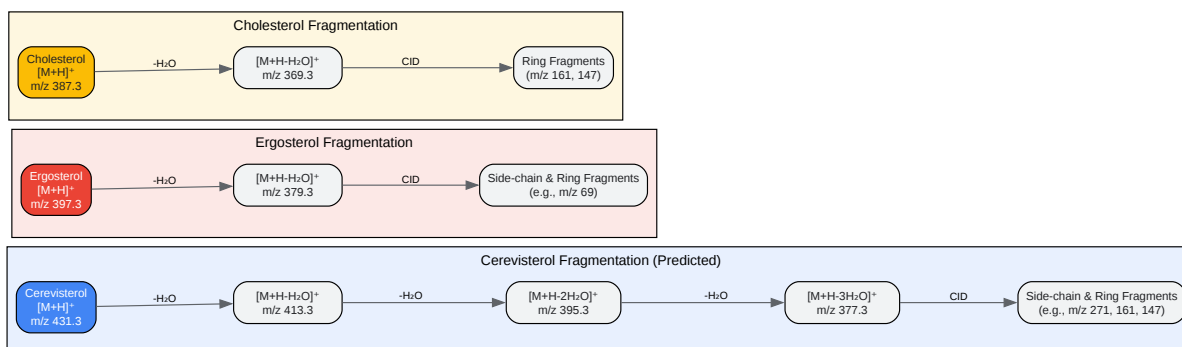 Cholesterol Fragmentation
Cholesterol
[M+H]⁺
m/z 387.3
-H₂O
[M+H-H₂O]⁺
m/z 369.3
CID
Ring Fragments
(m/z 161, 147)
Ergosterol Fragmentation
Ergosterol
[M+H]⁺
m/z 397.3
-H₂O
[M+H-H₂O]⁺
m/z 379.3
CID
Side-chain & Ring Fragments
(e.g., m/z 69)
Cerevisterol Fragmentation (Predicted)
Cerevisterol
[M+H]⁺
m/z 431.3
-H₂O
[M+H-H₂O]⁺
m/z 413.3
-H₂O
[M+H-2H₂O]⁺
m/z 395.3
-H₂O
[M+H-3H₂O]⁺
m/z 377.3
CID
Side-chain & Ring Fragments
(e.g., m/z 271, 161, 147)